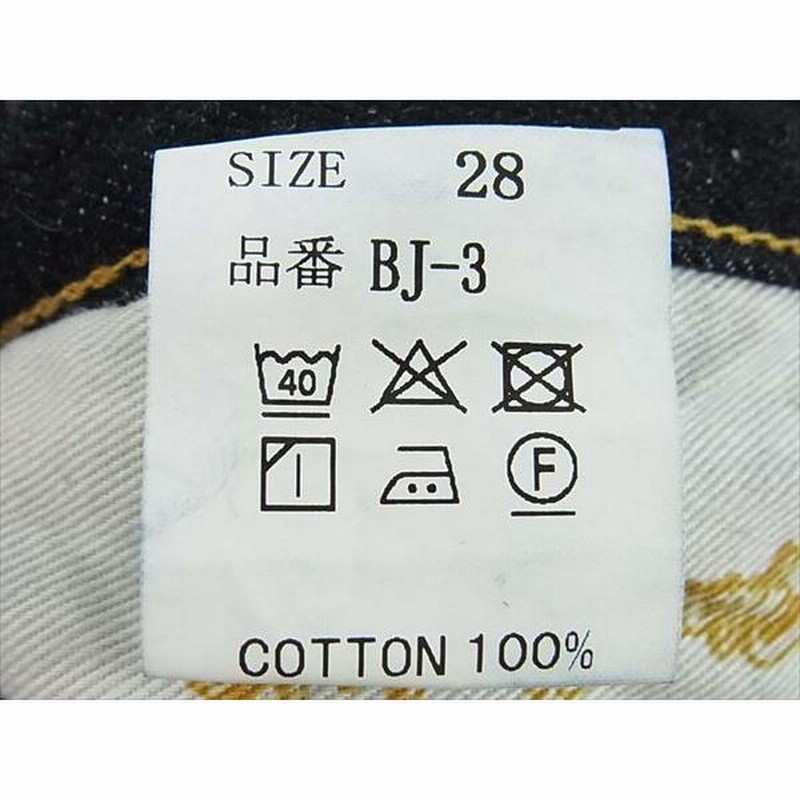 SIZE 28
品番 BJ-3
40
F
COTTON 100%